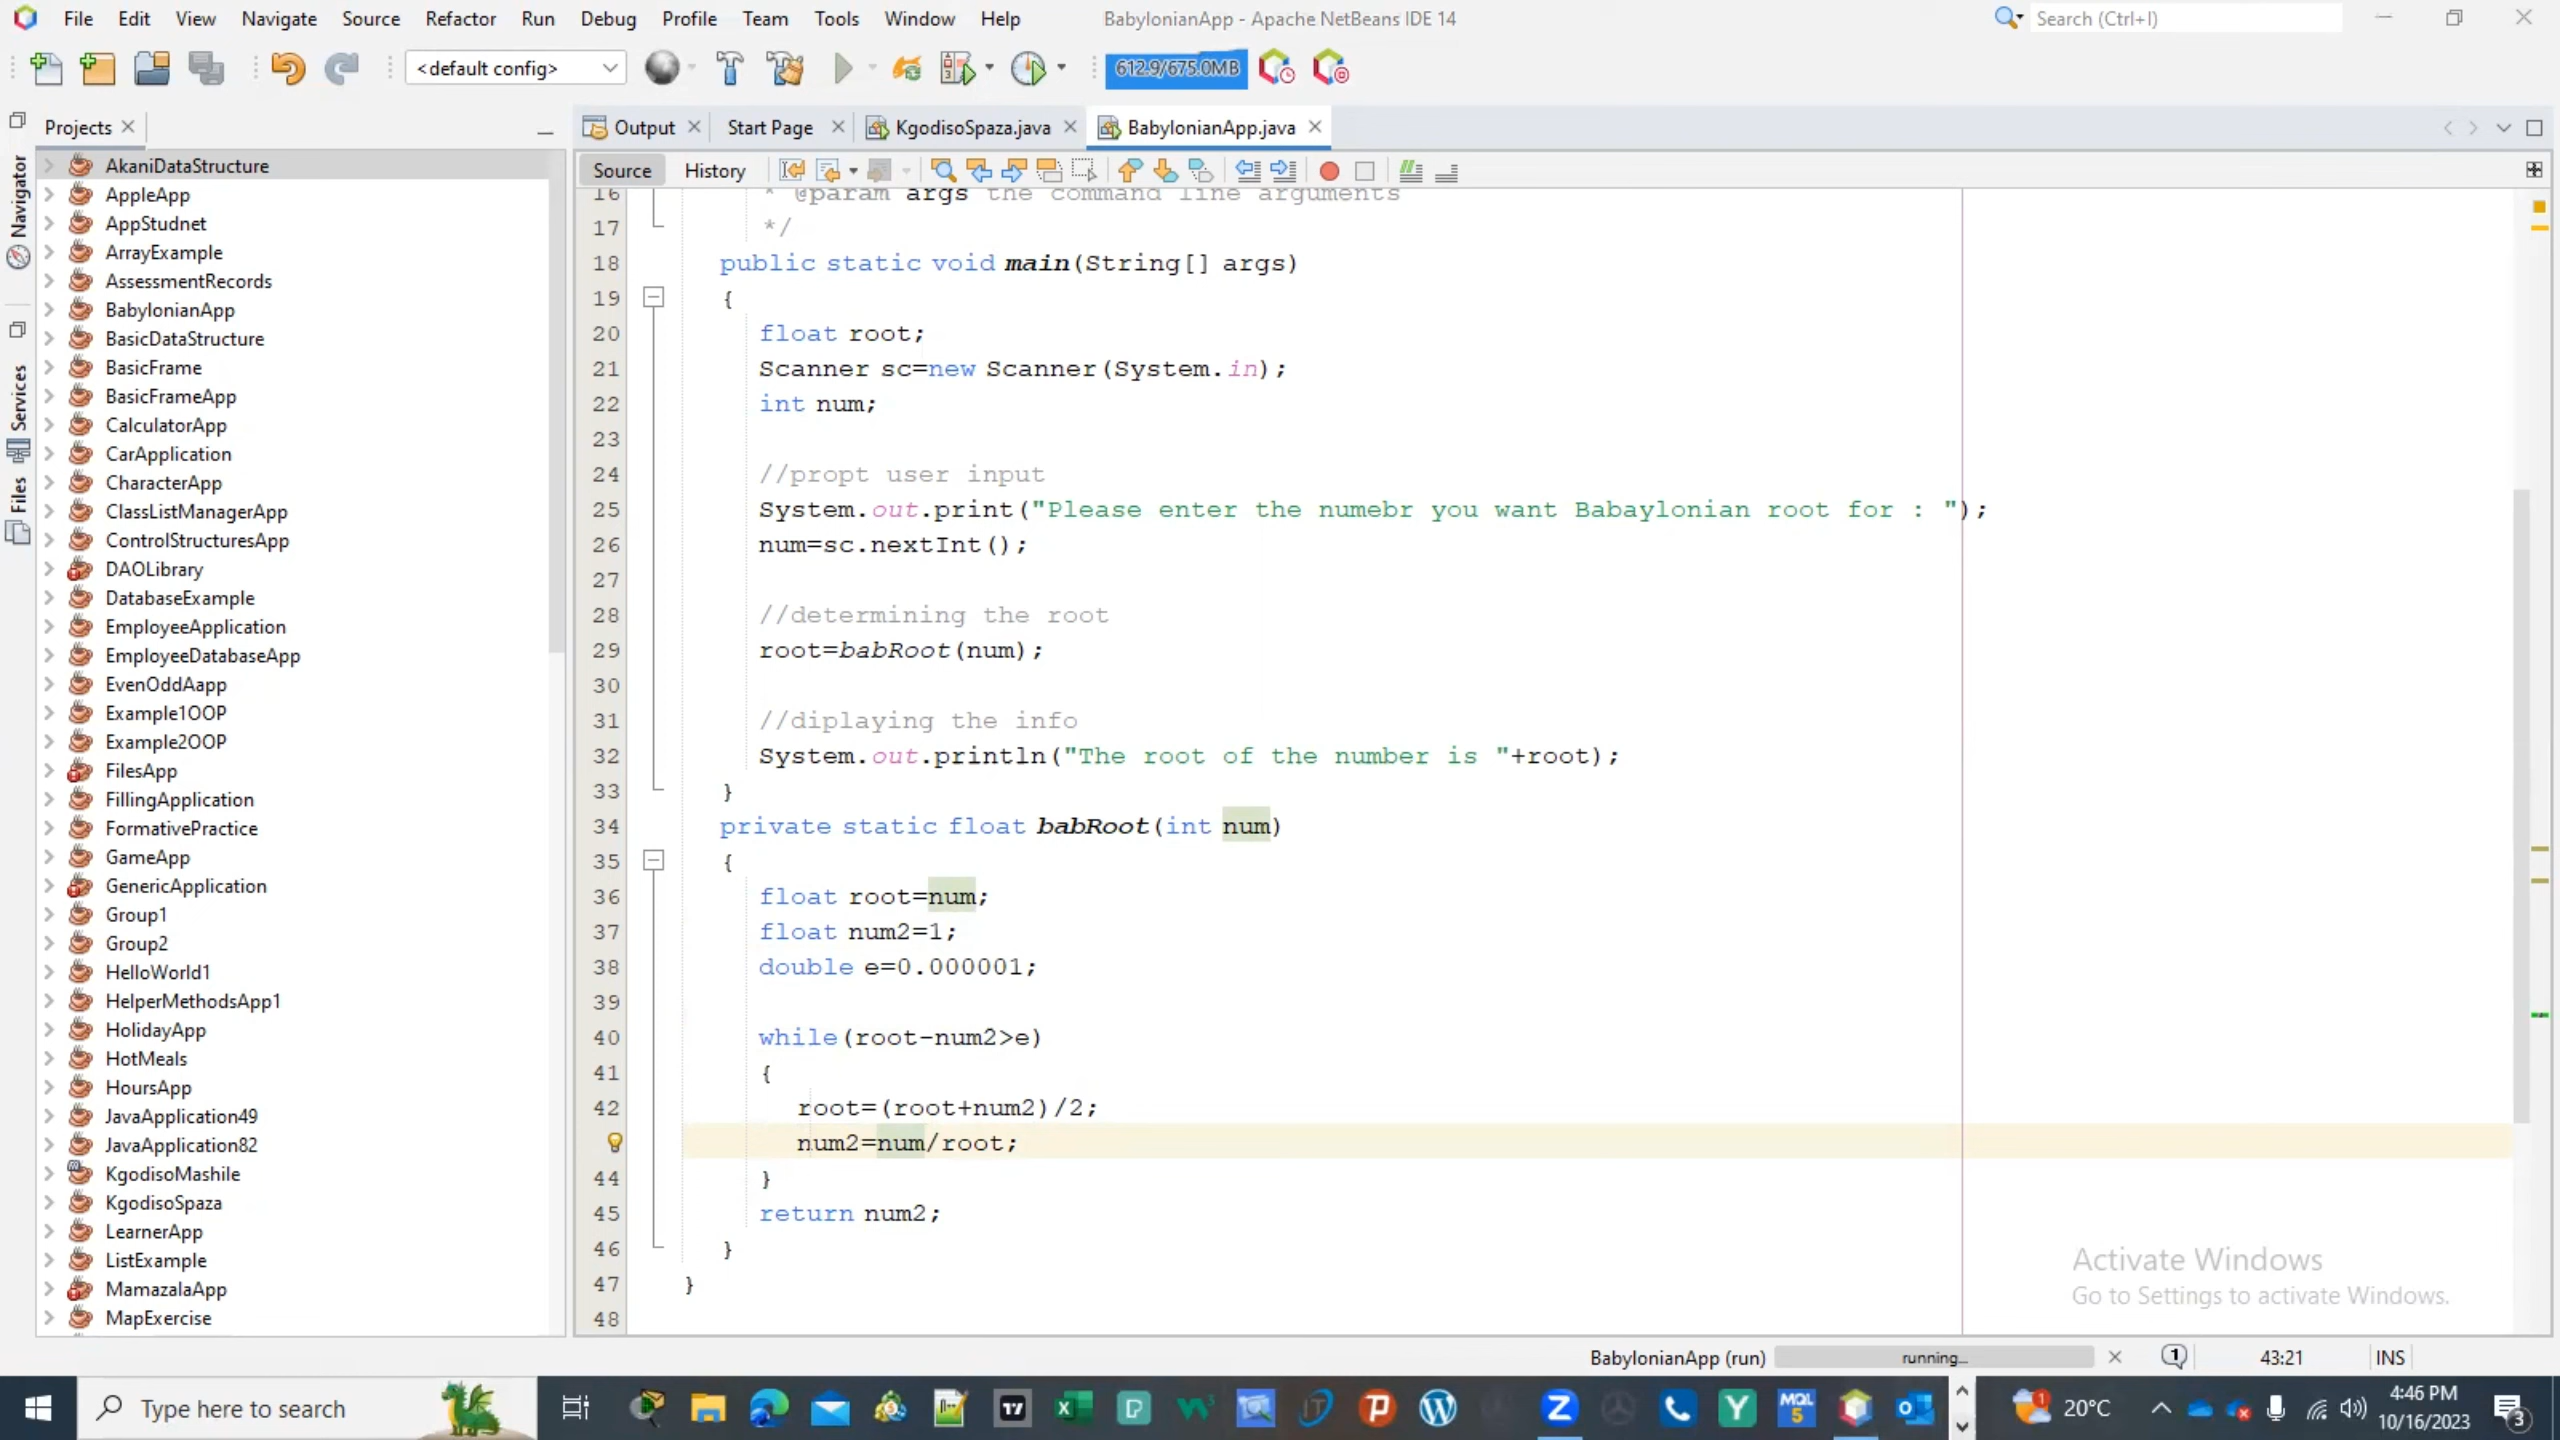 File Edit View Navigate Source Refactor Run Debug Profile Team Tools Window Help BabylonianApp - Apache NetBeans IDE 14 Search (Ctrl+I)
<default config> 612.9/675.0MB
Projects Output Start Page KgodisoSpaza.java BabylonianApp.java
Source History
Navigator
Services
Files
AkaniDataStructure
AppleApp
AppStudnet
ArrayExample
AssessmentRecords
BabylonianApp
BasicDataStructure
BasicFrame
BasicFrameApp
CalculatorApp
CarApplication
CharacterApp
ClassListManagerApp
ControlStructuresApp
DAOLibrary
DatabaseExample
EmployeeApplication
EmployeeDatabaseApp
EvenOddAapp
Example1OOP
Example2OOP
FilesApp
FillingApplication
FormativePractice
GameApp
GenericApplication
Group1
Group2
HelloWorld1
HelperMethodsApp1
HolidayApp
HotMeals
HoursApp
JavaApplication49
JavaApplication82
KgodisoMashile
KgodisoSpaza
LearnerApp
ListExample
MamazalaApp
MapExercise
16 * @param args the command line arguments
17 */
18 public static void main(String[] args)
19 {
20 float root;
21 Scanner sc=new Scanner(System.in);
22 int num;
23
24 //propt user input
25 System.out.print("Please enter the numebr you want Babaylonian root for : ");
26 num=sc.nextInt();
27
28 //determining the root
29 root=babRoot(num);
30
31 //diplaying the info
32 System.out.println("The root of the number is "+root);
33 }
34 private static float babRoot(int num)
35 {
36 float root=num;
37 float num2=1;
38 double e=0.000001;
39
40 while(root-num2>e)
41 {
42 root=(root+num2)/2;
num2=num/root;
44 }
45 return num2;
46 }
47 }
48
Activate Windows
Go to Settings to activate Windows.
BabylonianApp (run) running... 1 43:21 INS
Type here to search 20°C 4:46 PM
10/16/2023 3